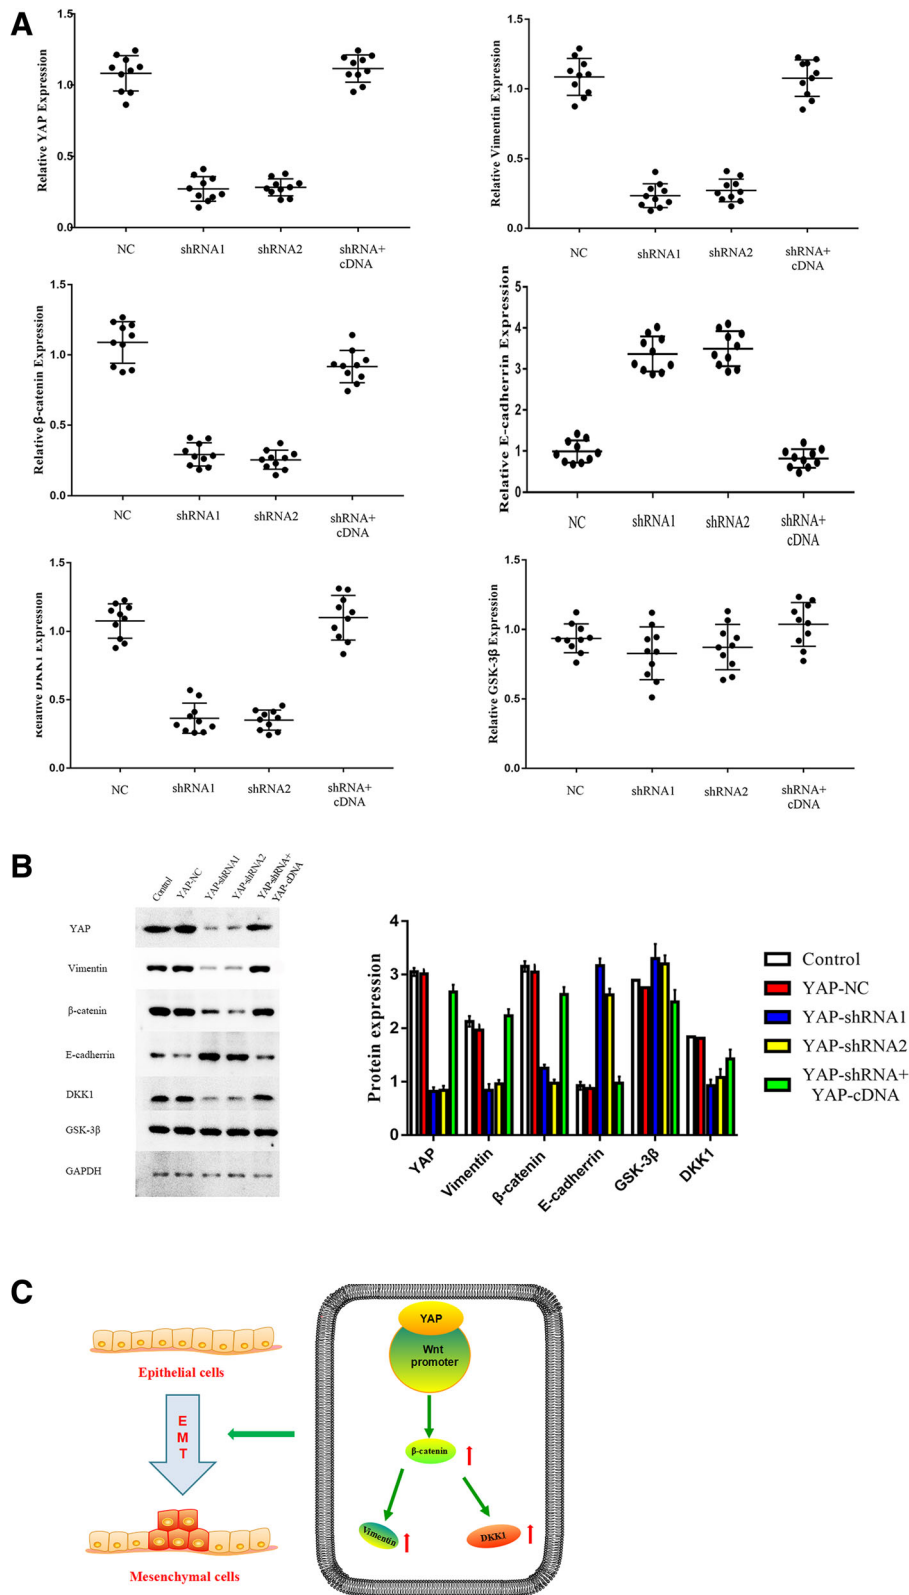 A
Relative YAP Expression
1.5
1.0
0.5
0.0
NC
shRNA1
shRNA2
shRNA+
cDNA
Relative Vimentin Expression
1.5
1.0
0.5
0.0
NC
shRNA1
shRNA2
shRNA+
cDNA
Relative β-catenin Expression
1.5
1.0
0.5
0.0
NC
shRNA1
shRNA2
shRNA+
cDNA
Relative E-cadherrin Expression
5
4
3
2
1
0
NC
shRNA1
shRNA2
shRNA+
cDNA
Relative DKK1 Expression
1.5
1.0
0.5
0.0
NC
shRNA1
shRNA2
shRNA+
cDNA
Relative GSK-3β Expression
1.5
1.0
0.5
0.0
NC
shRNA1
shRNA2
shRNA+
cDNA
B
Control
YAP-NC
YAP-shRNA1
YAP-shRNA2
YAP-shRNA+
YAP-cDNA
YAP
Vimentin
β-catenin
E-cadherrin
DKK1
GSK-3β
GAPDH
Protein expression
4
3
2
1
0
YAP
Vimentin
β-catenin
E-cadherrin
GSK-3β
DKK1
Control
YAP-NC
YAP-shRNA1
YAP-shRNA2
YAP-shRNA+
YAP-cDNA
C
Epithelial cells
E
M
T
Mesenchymal cells
YAP
Wnt
promoter
β-catenin
Vimentin
DKK1